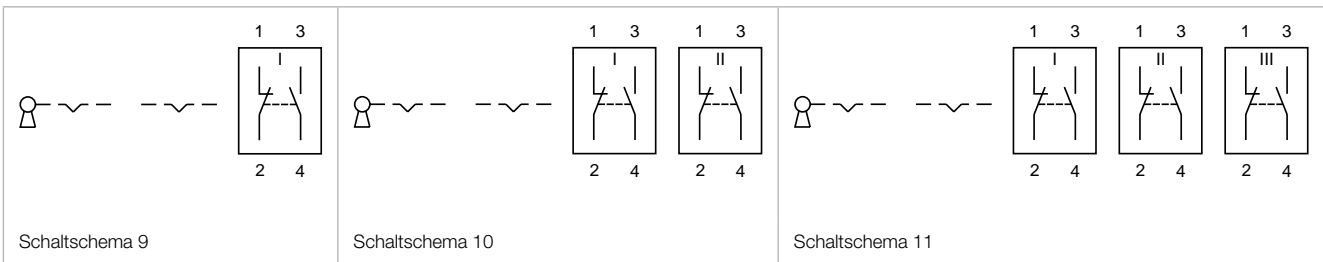 1 3
I
2 4
Schaltschema 9
1 3 1 3
I II
2 4 2 4
Schaltschema 10
1 3 1 3 1 3
I II III
2 4 2 4 2 4
Schaltschema 11